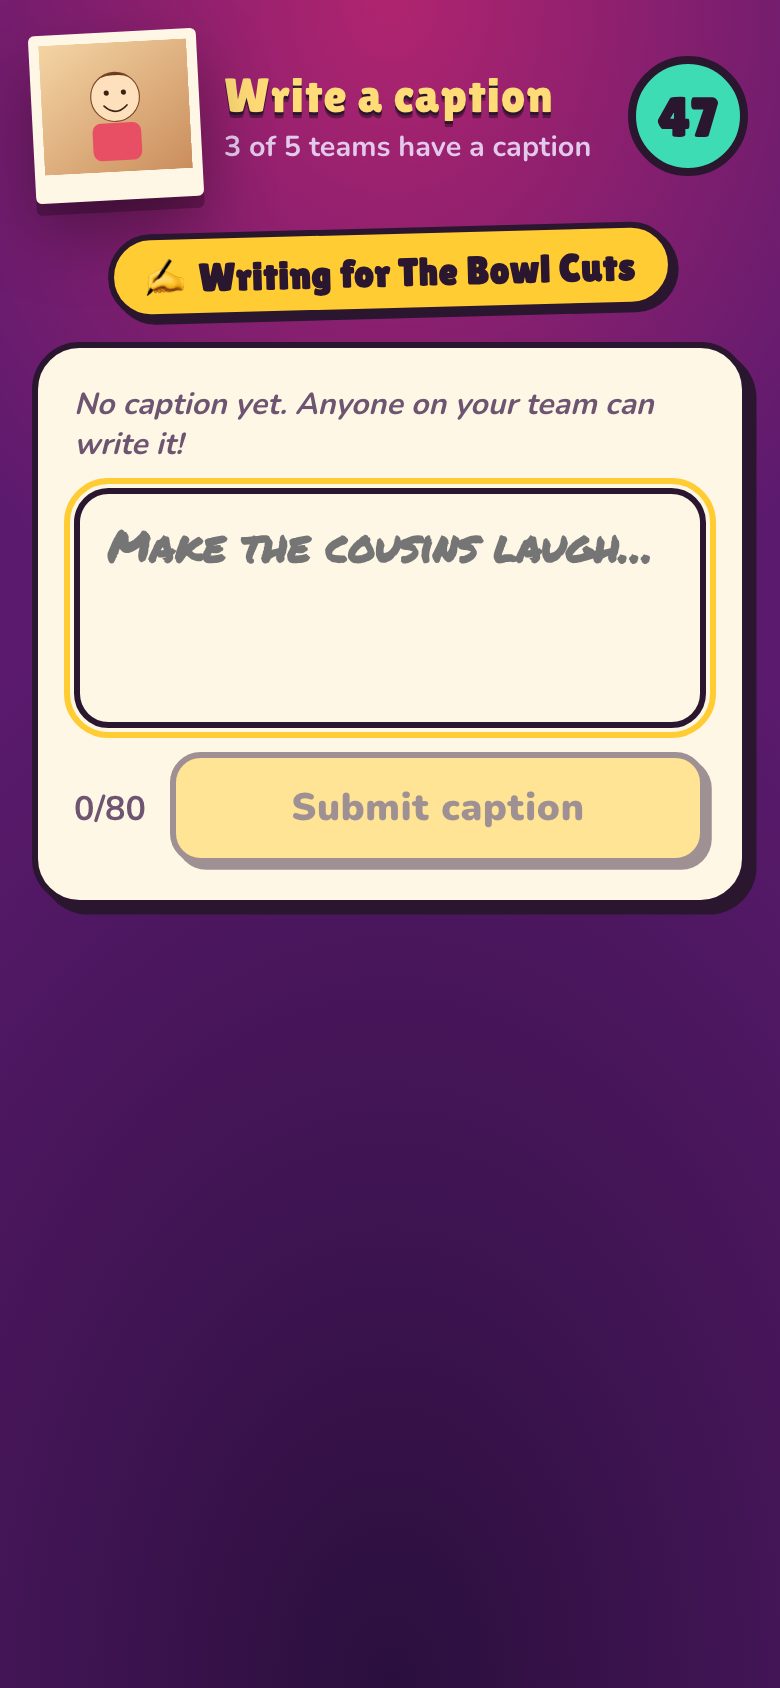 Write a caption
3 of 5 teams have a caption
47
✍️ Writing for The Bowl Cuts
No caption yet. Anyone on your team can
write it!
Make the cousins laugh...
0/80
Submit caption